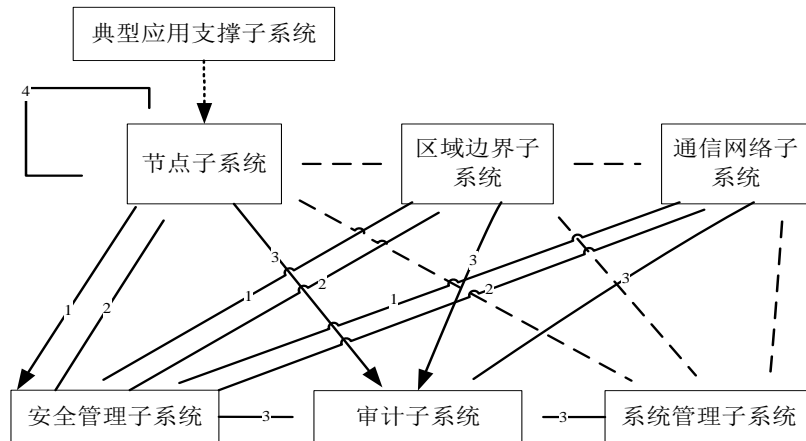 典型应用支撑子系统
4
节点子系统
区域边界子
系统
通信网络子
系统
3
3
3
1
2
1
2
1
2
安全管理子系统
3
审计子系统
3
系统管理子系统